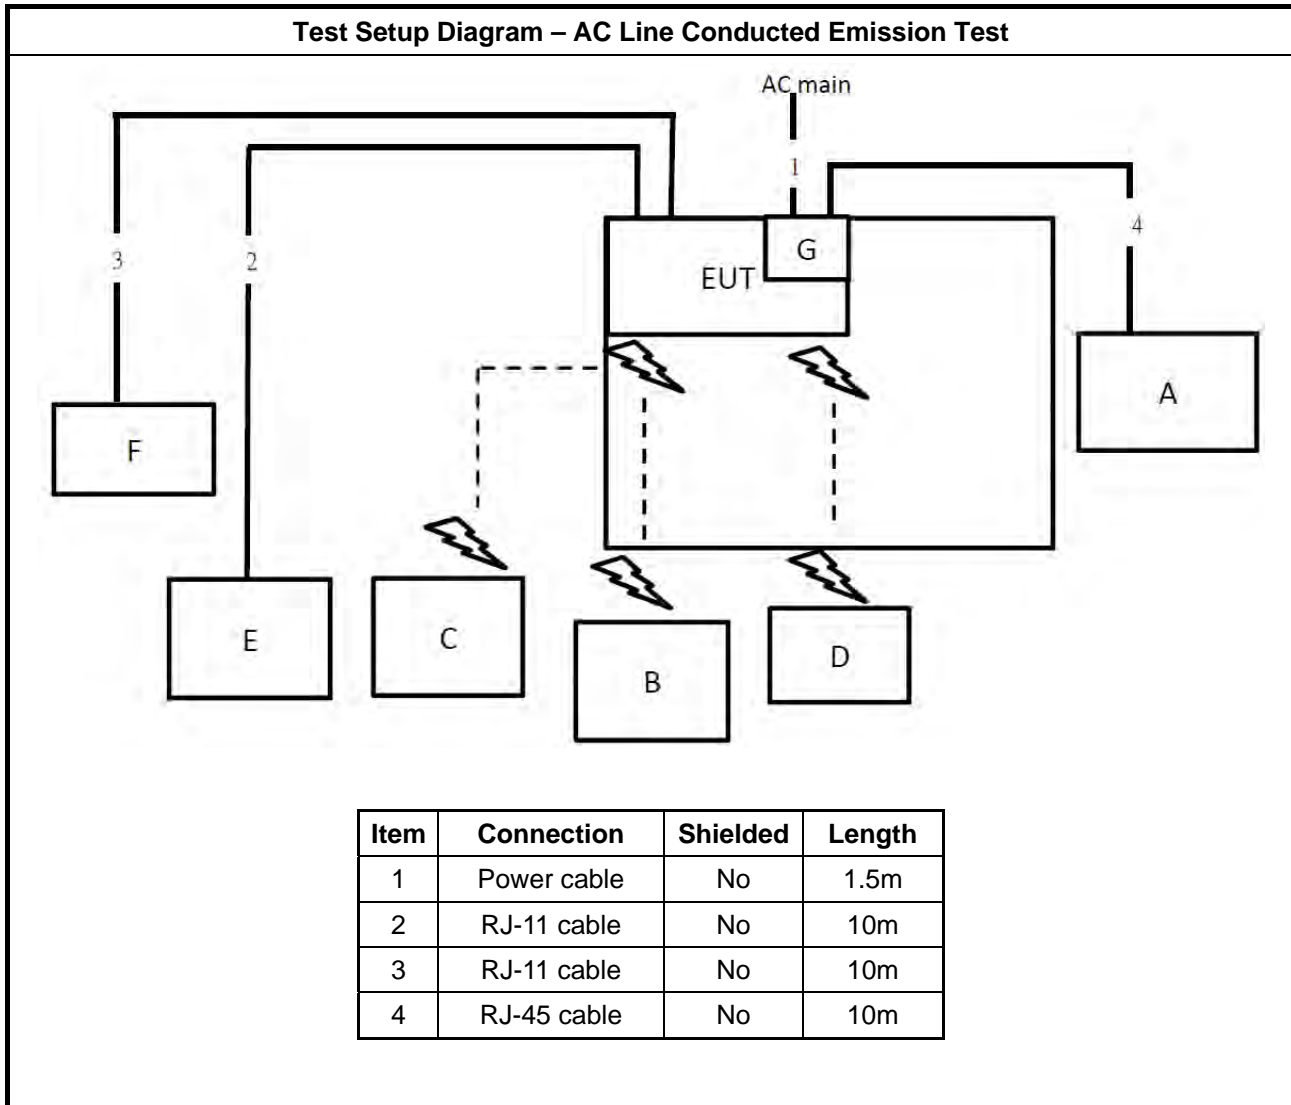 Test Setup Diagram – AC Line Conducted Emission Test
AC main
1
4
G
EUT
3
2
A
F
E
C
B
D
Item Connection Shielded Length
1 Power cable No 1.5m
2 RJ-11 cable No 10m
3 RJ-11 cable No 10m
4 RJ-45 cable No 10m